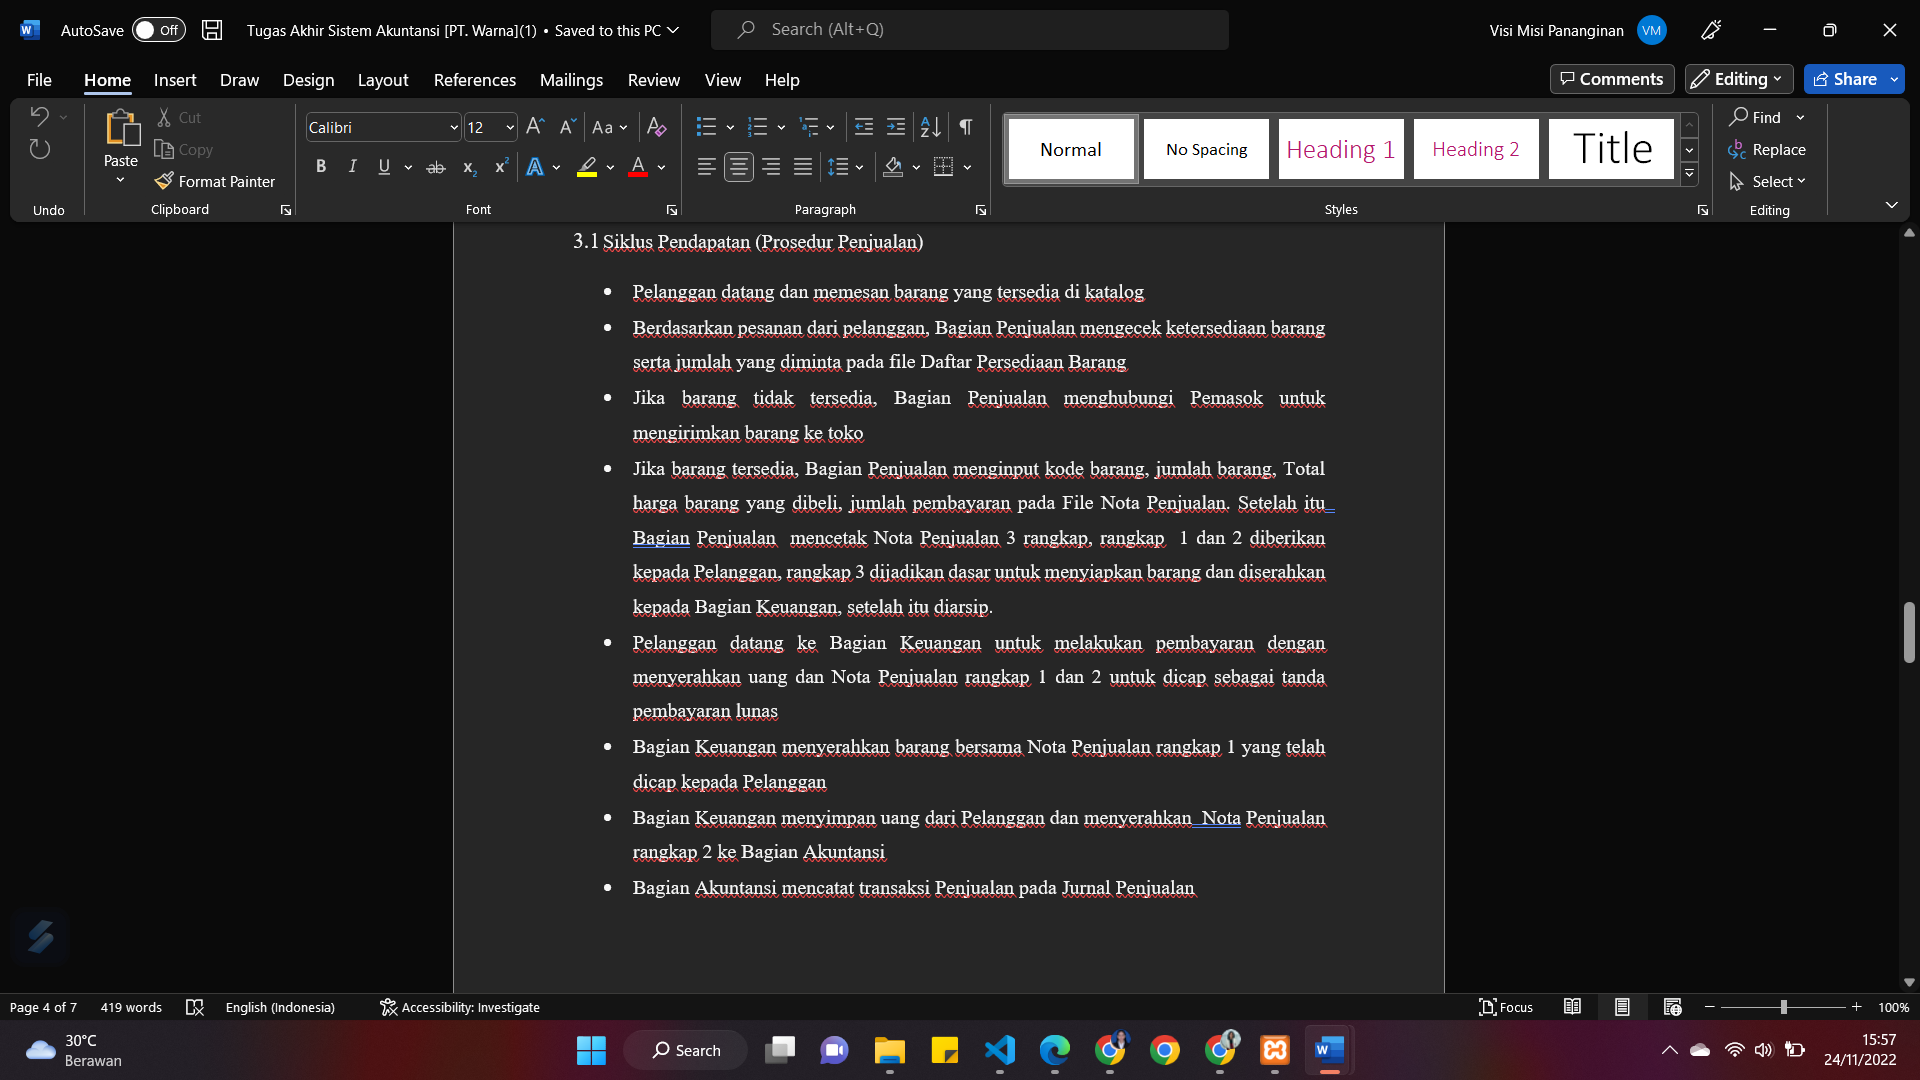 AutoSave Off Tugas Akhir Sistem Akuntansi [PT. Warna](1) • Saved to this PC Search (Alt+Q) Visi Misi Pananginan VM
File Home Insert Draw Design Layout References Mailings Review View Help Comments Editing Share
Paste Cut Copy Format Painter
Calibri 12 Aa
B I U ab x₂ x² A A
Normal No Spacing Heading 1 Heading 2 Title
Find Replace Select
Undo Clipboard Font Paragraph Styles Editing
3.1 Siklus Pendapatan (Prosedur Penjualan)
• Pelanggan datang dan memesan barang yang tersedia di katalog
• Berdasarkan pesanan dari pelanggan, Bagian Penjualan mengecek ketersediaan barang
serta jumlah yang diminta pada file Daftar Persediaan Barang
• Jika barang tidak tersedia, Bagian Penjualan menghubungi Pemasok untuk
mengirimkan barang ke toko
• Jika barang tersedia, Bagian Penjualan menginput kode barang, jumlah barang, Total
harga barang yang dibeli, jumlah pembayaran pada File Nota Penjualan. Setelah itu
Bagian Penjualan  mencetak Nota Penjualan 3 rangkap, rangkap  1 dan 2 diberikan
kepada Pelanggan, rangkap 3 dijadikan dasar untuk menyiapkan barang dan diserahkan
kepada Bagian Keuangan, setelah itu diarsip.
• Pelanggan datang ke Bagian Keuangan untuk melakukan pembayaran dengan
menyerahkan uang dan Nota Penjualan rangkap 1 dan 2 untuk dicap sebagai tanda
pembayaran lunas
• Bagian Keuangan menyerahkan barang bersama Nota Penjualan rangkap 1 yang telah
dicap kepada Pelanggan
• Bagian Keuangan menyimpan uang dari Pelanggan dan menyerahkan  Nota Penjualan
rangkap 2 ke Bagian Akuntansi
• Bagian Akuntansi mencatat transaksi Penjualan pada Jurnal Penjualan
Page 4 of 7 419 words English (Indonesia) Accessibility: Investigate Focus 100%
30°C
Berawan
Search
15:57
24/11/2022